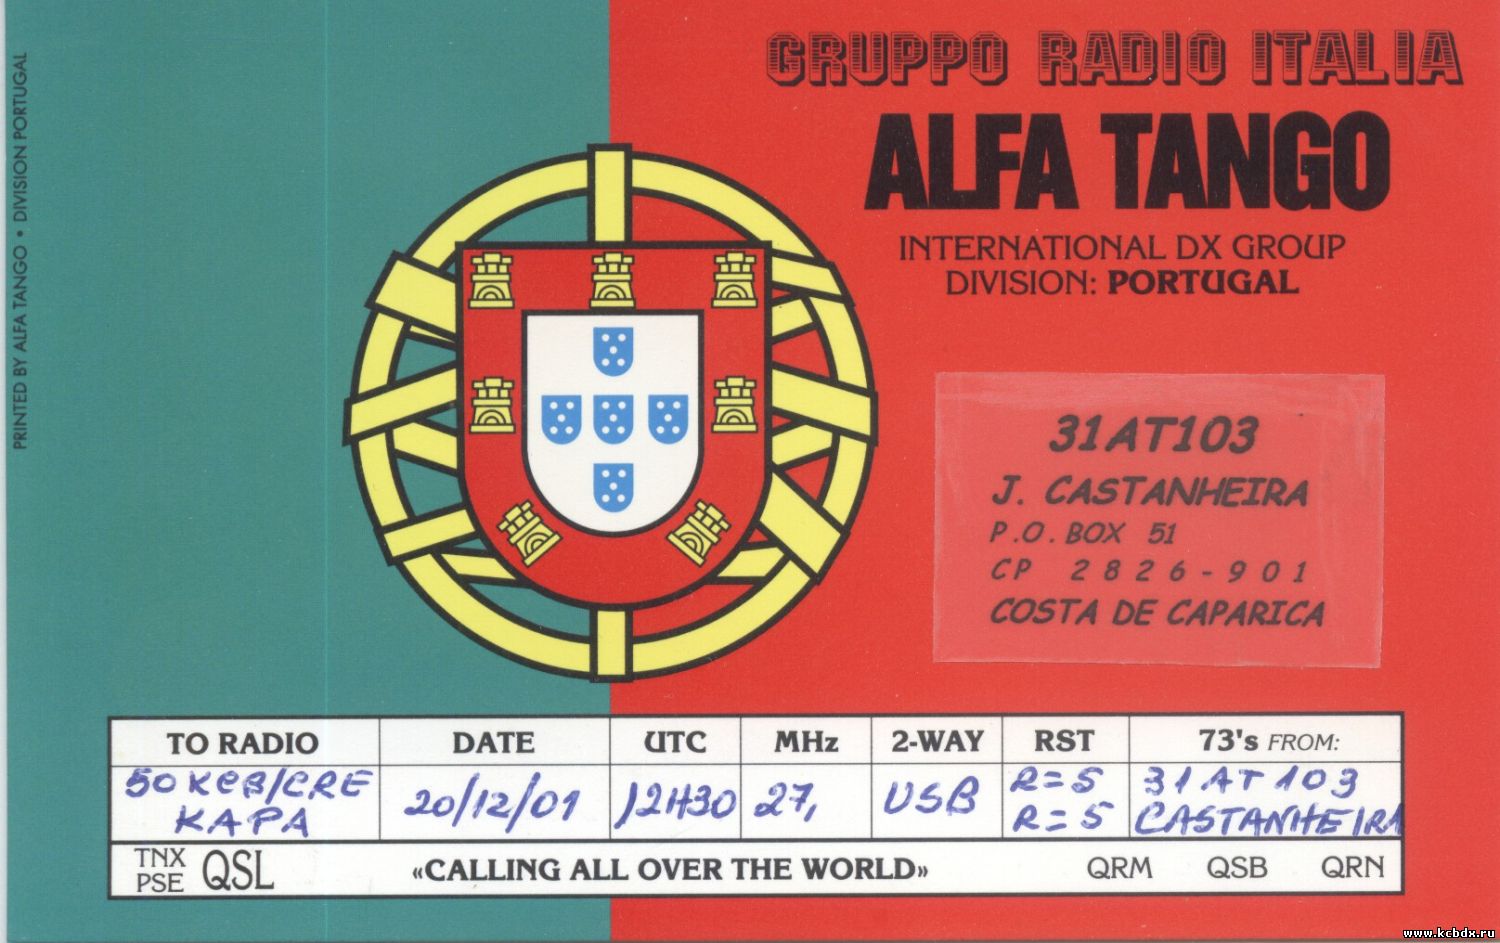 PRINTED BY ALFA TANGO • DIVISION PORTUGAL
GRUPPO RADIO ITALIA
ALFA TANGO
INTERNATIONAL DX GROUP
DIVISION: PORTUGAL
31AT103
J. CASTANHEIRA
P.O. BOX 51
CP 2826-901
COSTA DE CAPARICA
TO RADIO DATE UTC MHz 2-WAY RST 73's FROM:
50KCB/CRE KAPA 20/12/01 12H30 27, USB R=5 R=5 31AT103 CASTANHEIRA
TNX PSE QSL «CALLING ALL OVER THE WORLD» QRM QSB QRN
www.kcbdx.ru